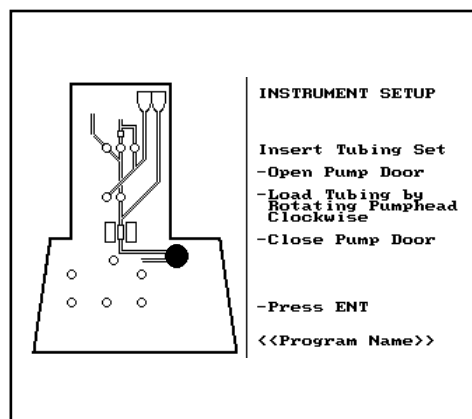 INSTRUMENT SETUP
Insert Tubing Set
-Open Pump Door
-Load Tubing by
Rotating Pumphead
Clockwise
-Close Pump Door
-Press ENT
<<Program Name>>